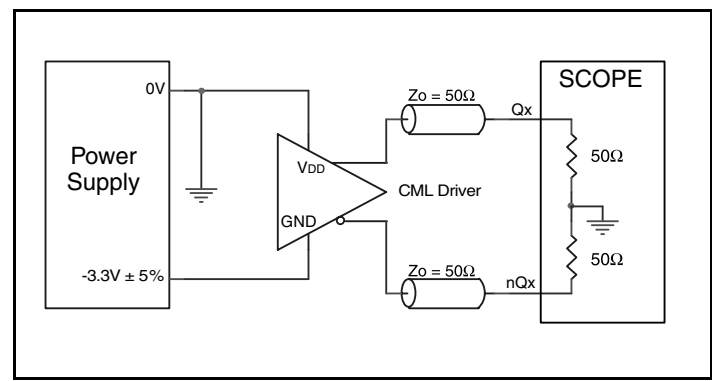 SCOPE
0V
Zo = 50Ω
Qx
Power
Supply
VDD
50Ω
CML Driver
GND
-3.3V ± 5%
Zo = 50Ω
nQx
50Ω